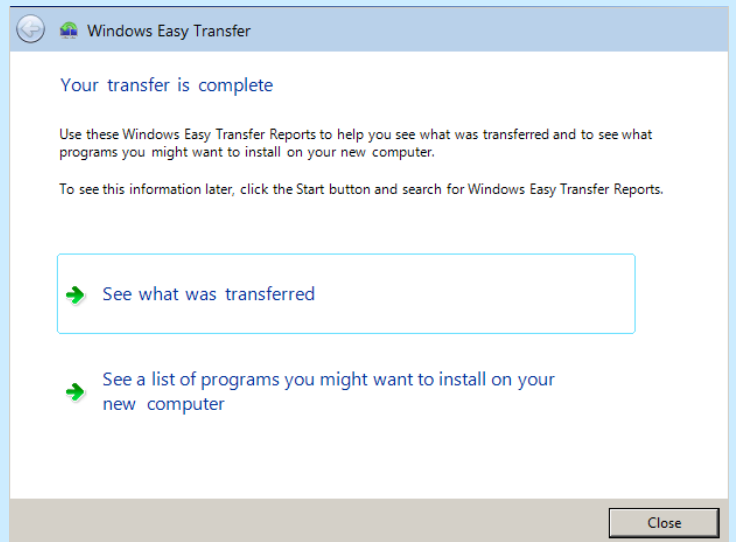 Windows Easy Transfer
Your transfer is complete
Use these Windows Easy Transfer Reports to help you see what was transferred and to see what
programs you might want to install on your new computer.
To see this information later, click the Start button and search for Windows Easy Transfer Reports.
See what was transferred
See a list of programs you might want to install on your
new computer
Close